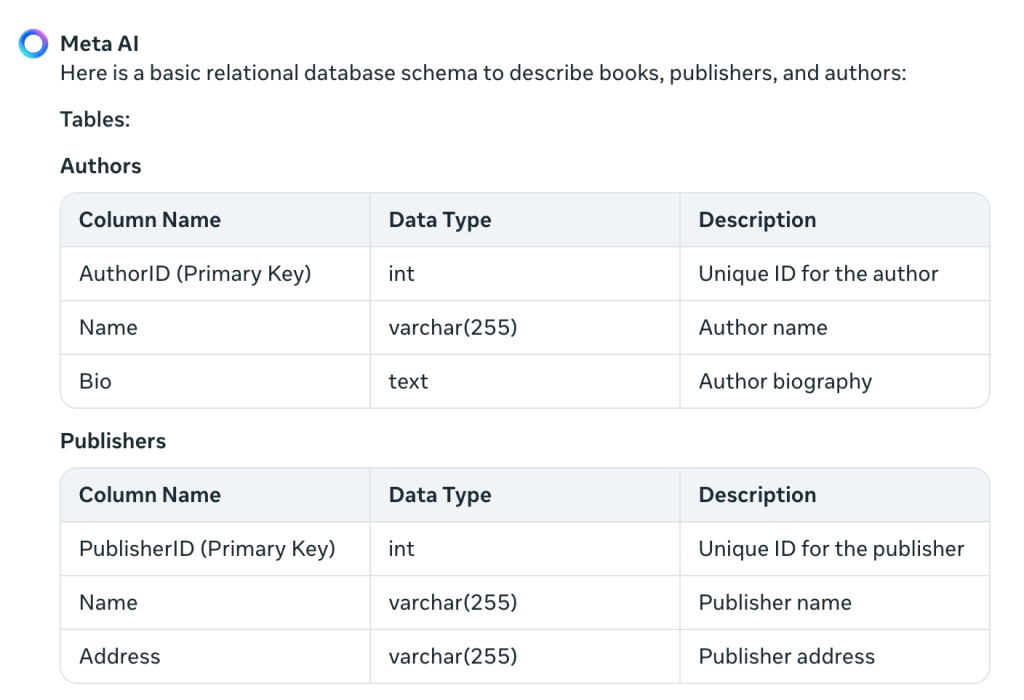 Meta AI
Here is a basic relational database schema to describe books, publishers, and authors:
Tables:
Authors
Column Name Data Type Description
AuthorID (Primary Key) int Unique ID for the author
Name varchar(255) Author name
Bio text Author biography
Publishers
Column Name Data Type Description
PublisherID (Primary Key) int Unique ID for the publisher
Name varchar(255) Publisher name
Address varchar(255) Publisher address